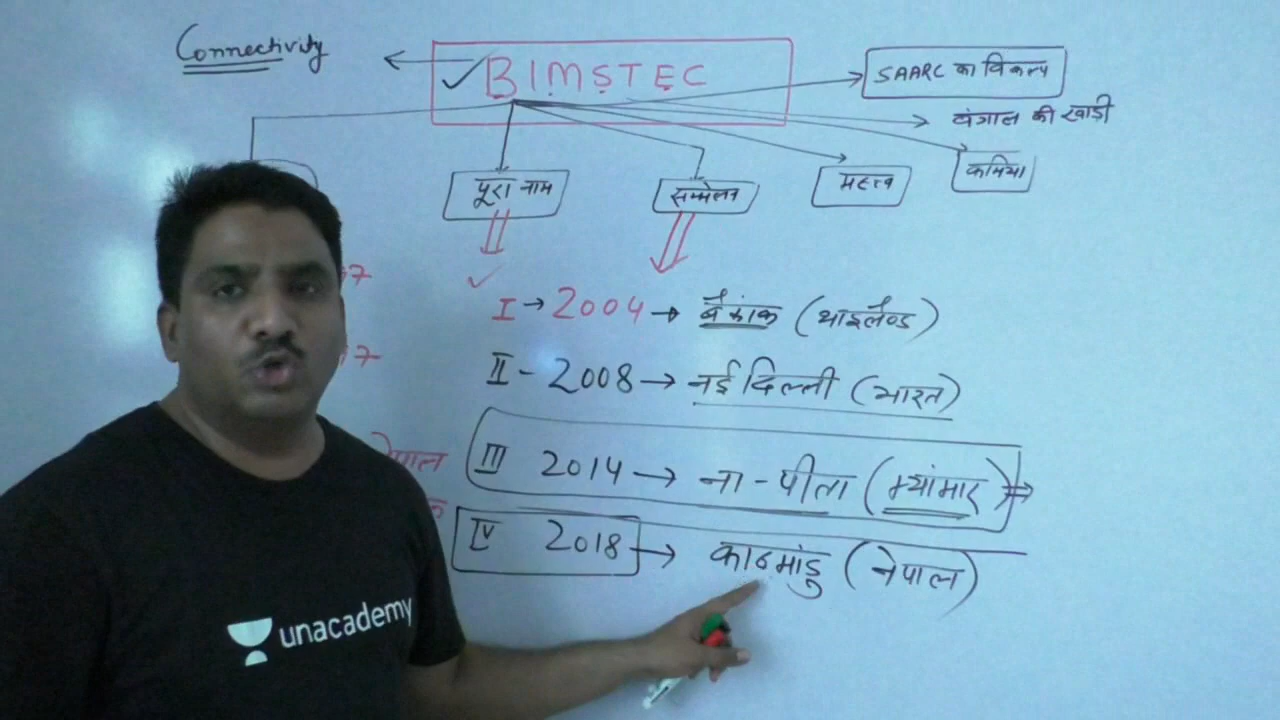 Connectivity
BIMSTEC
SAARC का विकल्प
बंगाल की खाड़ी
पूरा नाम
सम्मेलन
महत्व
कमिया
I → 2004 → बैंकांक (थाइलैण्ड)
II - 2008 → नई दिल्ली (भारत)
III 2014 → ना - पीता (म्यांमार)
IV 2018 → काठमांडु (नेपाल)
unacademy